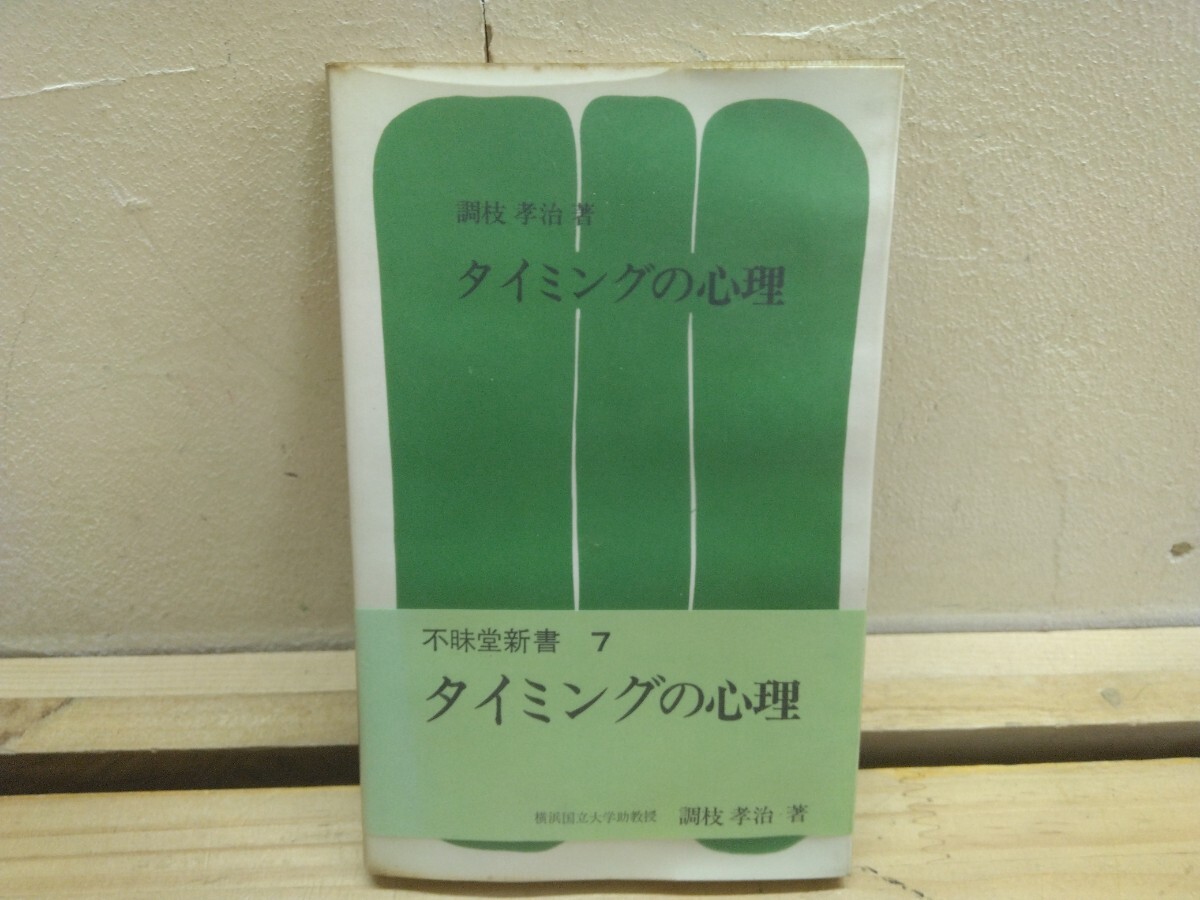 調枝 孝治 著
タイミングの心理
不昧堂新書 7
タイミングの心理
横浜国立大学助教授 調枝 孝治 著